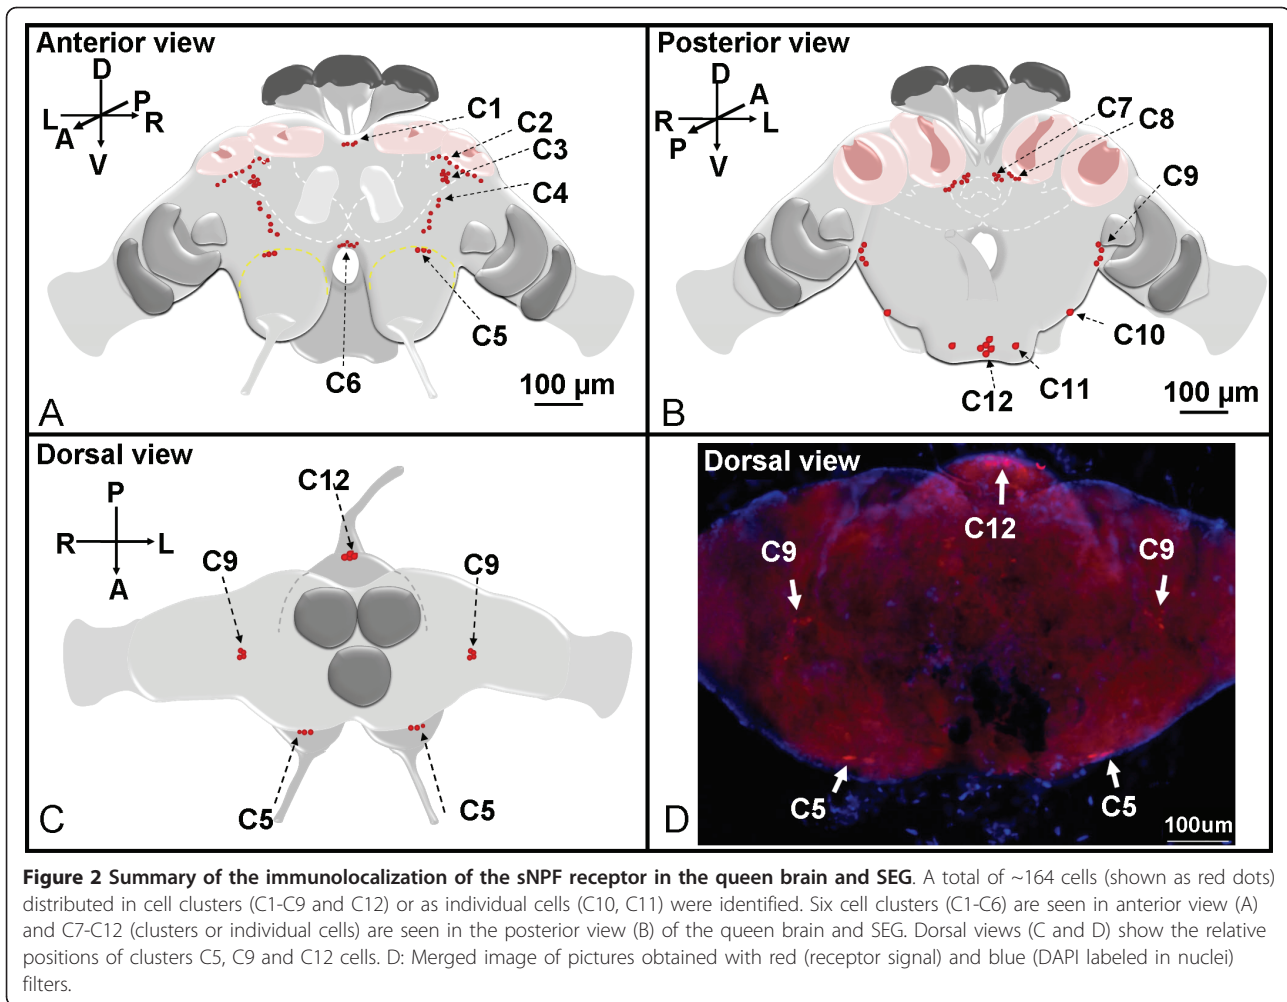 Anterior view
D
P
L
R
A
V
C1
C2
C3
C4
C5
C6
100 µm
A
Posterior view
D
A
R
L
P
V
C7
C8
C9
C10
C11
C12
100 µm
B
Dorsal view
P
R
L
A
C12
C9
C9
C5
C5
C
Dorsal view
C12
C9
C9
C5
C5
100um
D
Figure 2 Summary of the immunolocalization of the sNPF receptor in the queen brain and SEG. A total of ~164 cells (shown as red dots)
distributed in cell clusters (C1-C9 and C12) or as individual cells (C10, C11) were identified. Six cell clusters (C1-C6) are seen in anterior view (A)
and C7-C12 (clusters or individual cells) are seen in the posterior view (B) of the queen brain and SEG. Dorsal views (C and D) show the relative
positions of clusters C5, C9 and C12 cells. D: Merged image of pictures obtained with red (receptor signal) and blue (DAPI labeled in nuclei)
filters.